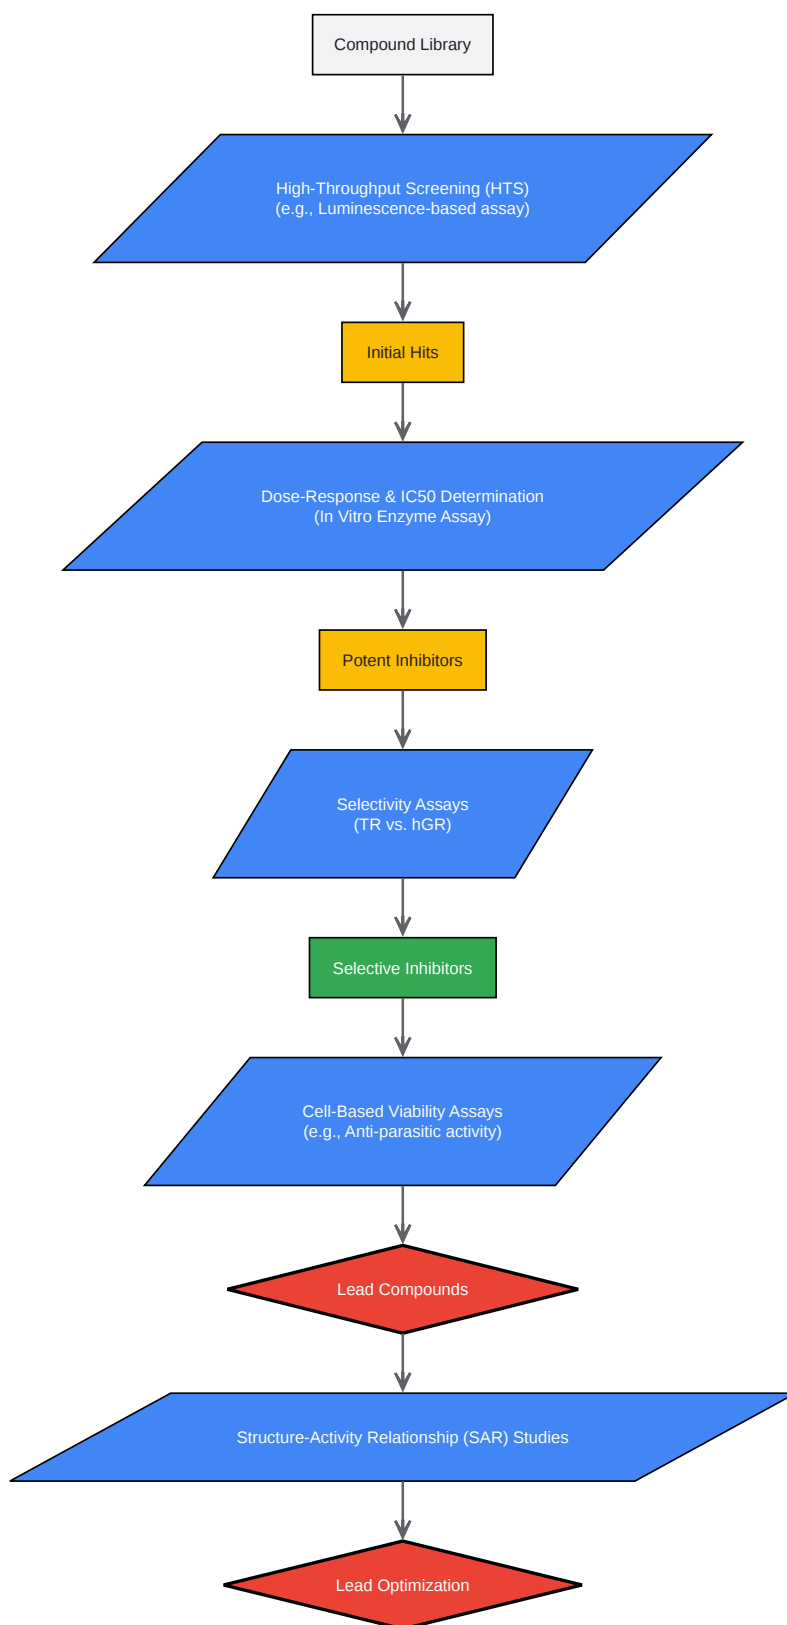 Compound Library
High-Throughput Screening (HTS)
(e.g., Luminescence-based assay)
Initial Hits
Dose-Response & IC50 Determination
(In Vitro Enzyme Assay)
Potent Inhibitors
Selectivity Assays
(TR vs. hGR)
Selective Inhibitors
Cell-Based Viability Assays
(e.g., Anti-parasitic activity)
Lead Compounds
Structure-Activity Relationship (SAR) Studies
Lead Optimization